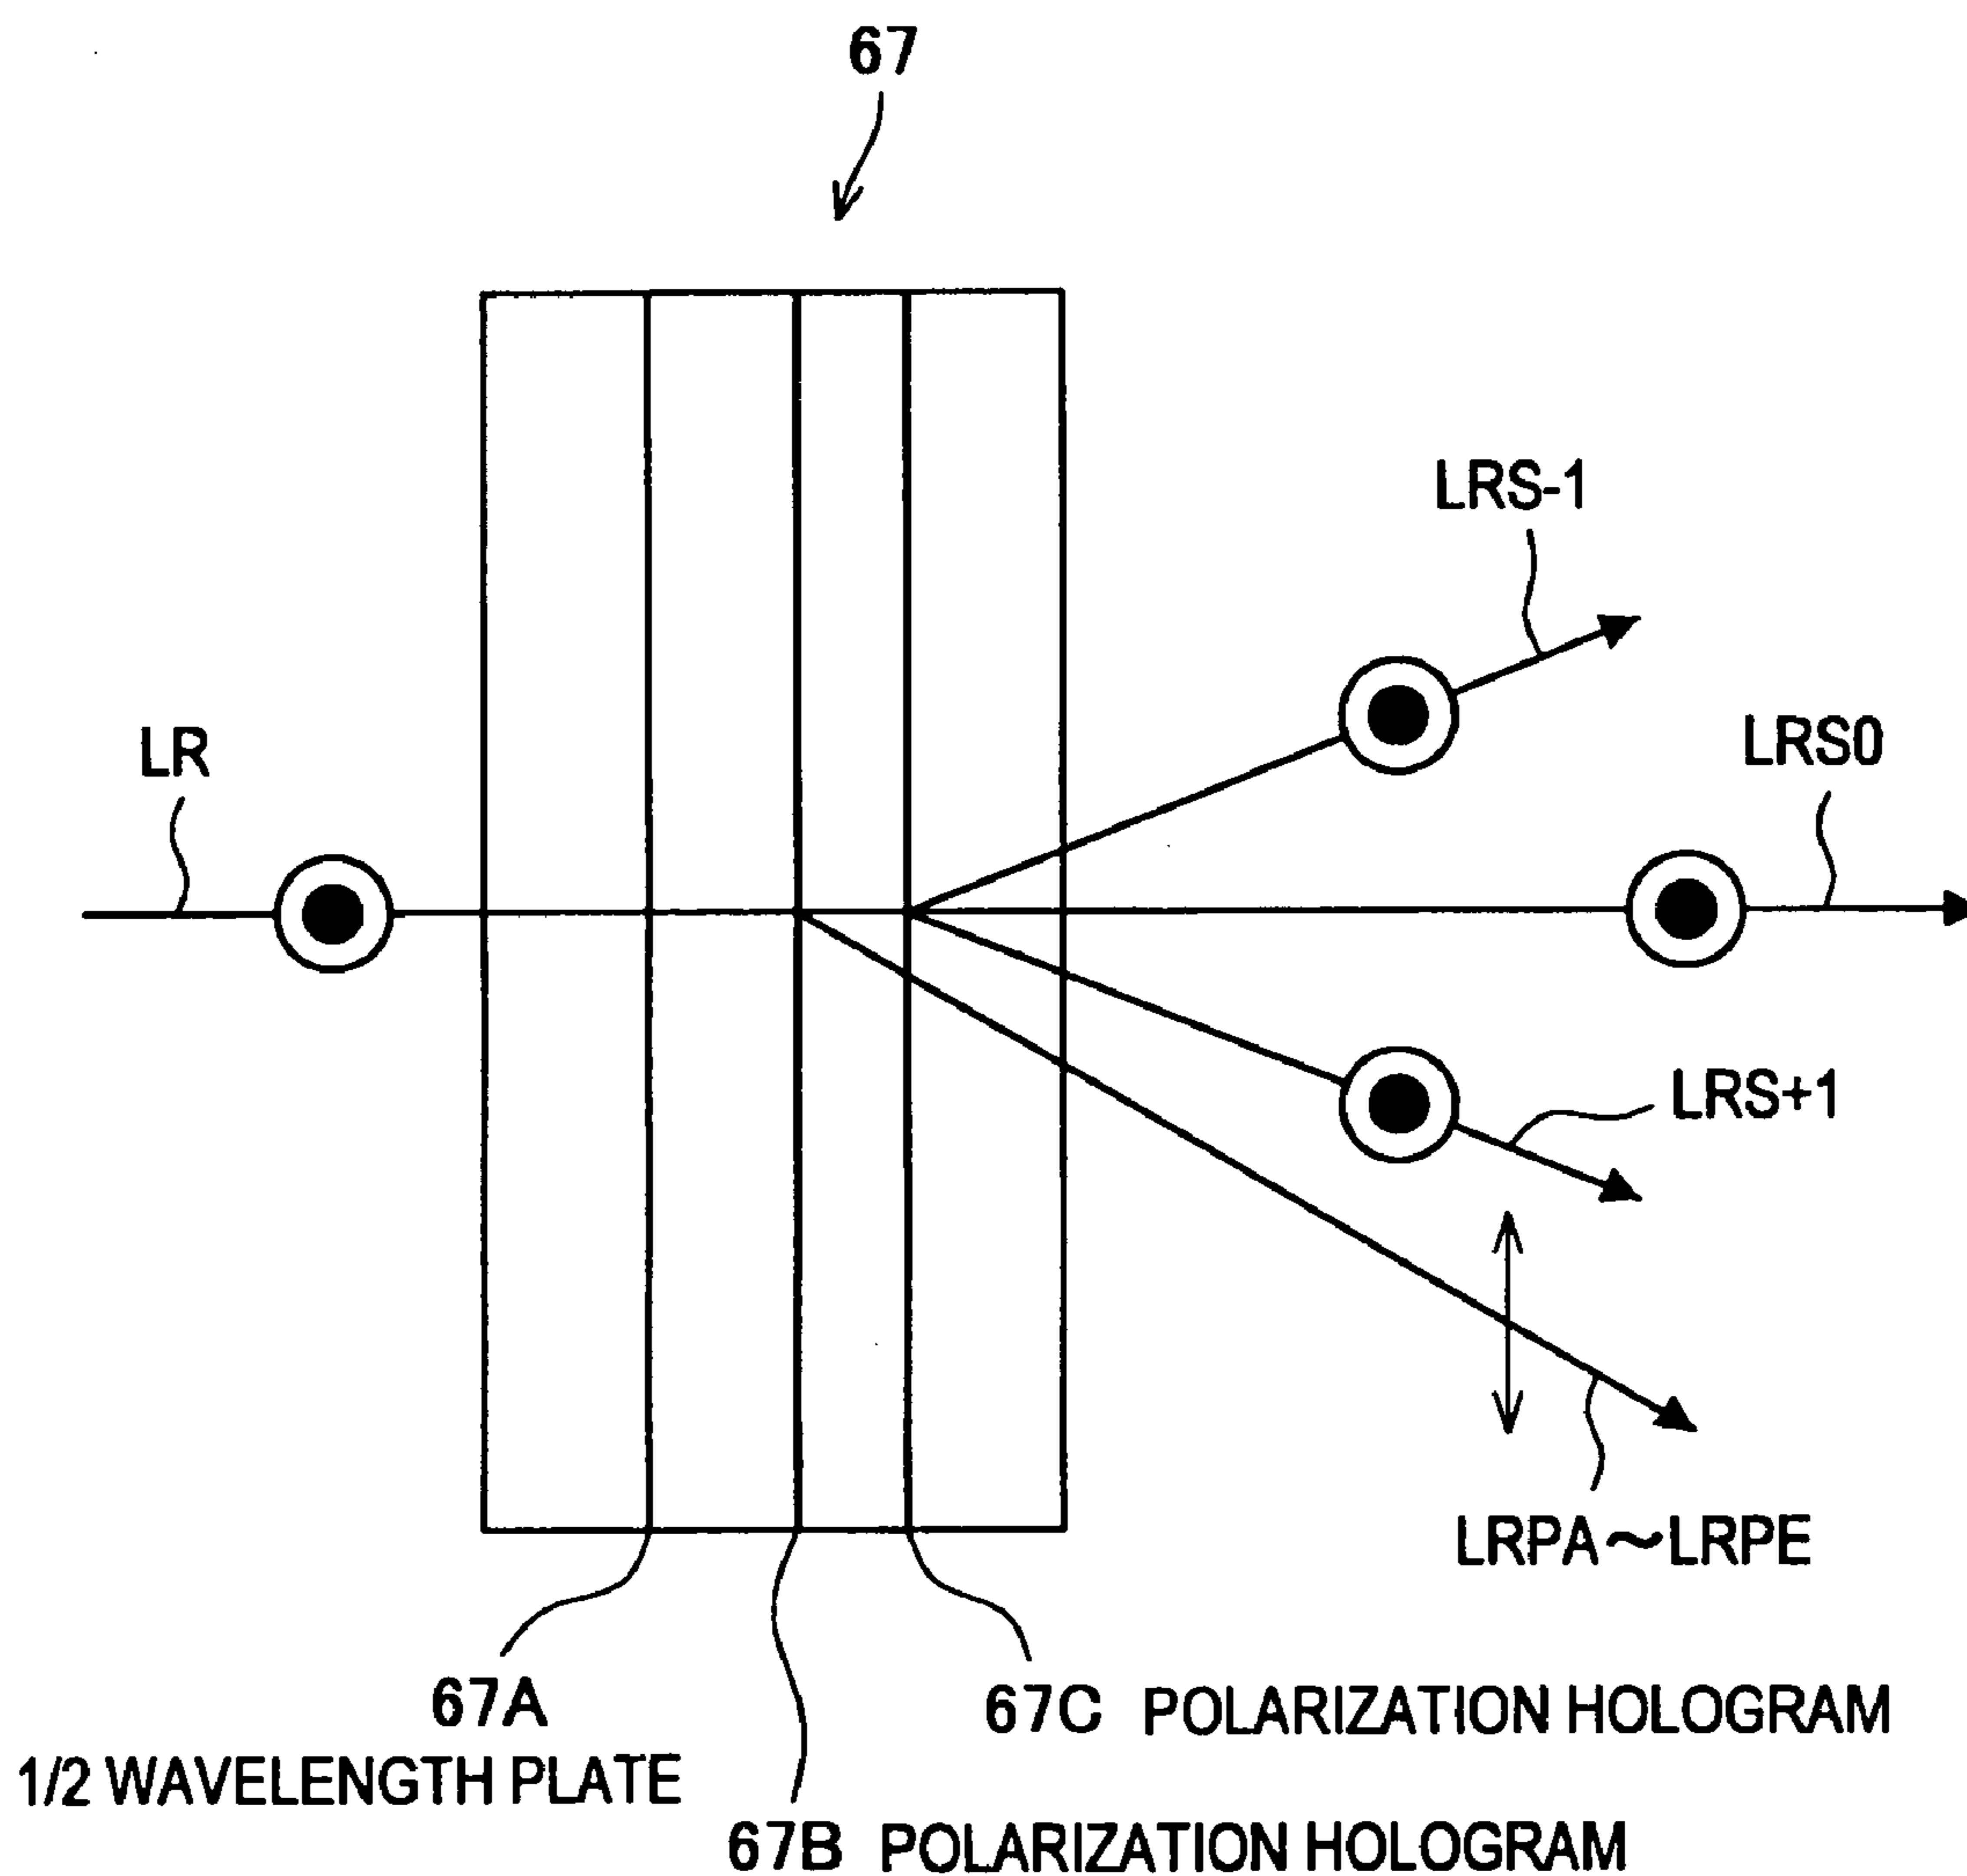 67
LRS-1
LR
LRS0
LRS+1
LRPA~LRPE
67A
1/2 WAVELENGTH PLATE
67C POLARIZATION HOLOGRAM
67B POLARIZATION HOLOGRAM